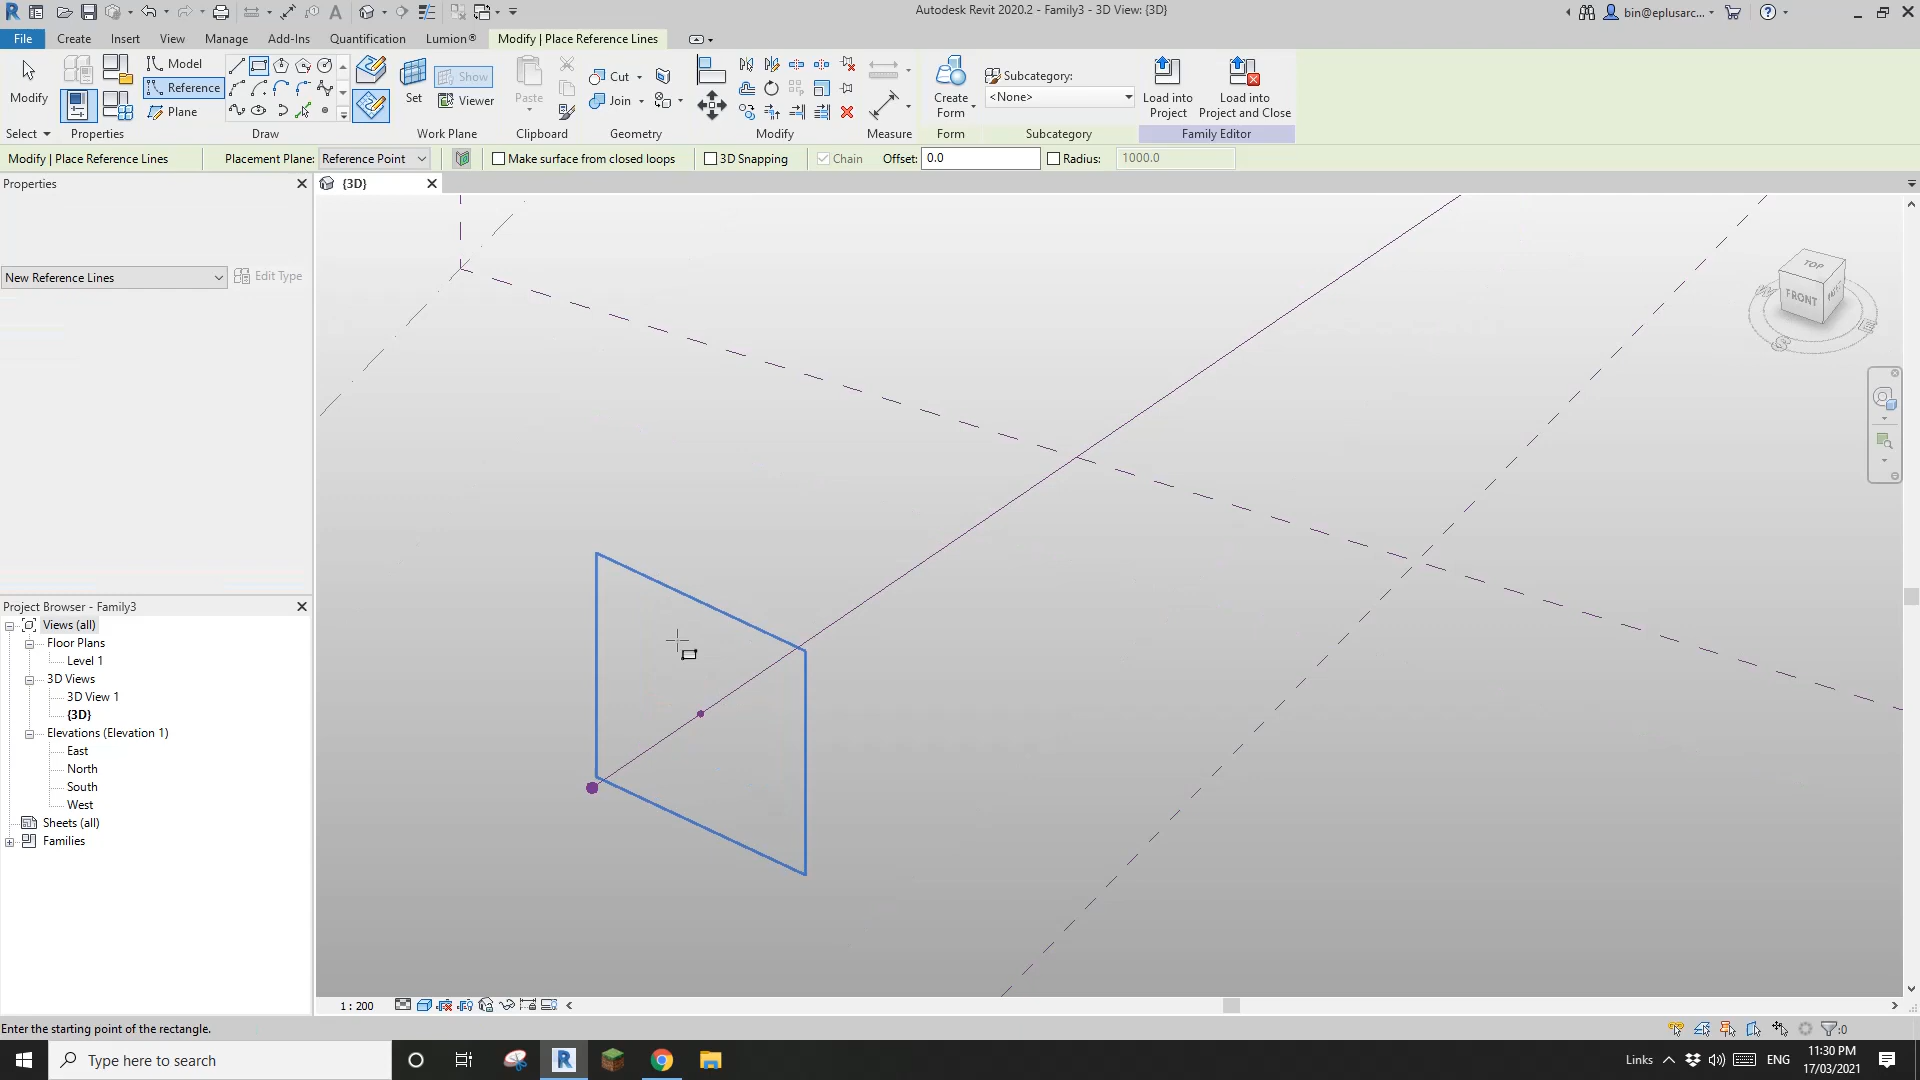 Autodesk Revit 2020.2 - Family3 - 3D View: {3D}
bin@eplusarc...
File Create Insert View Manage Add-Ins Quantification Lumion® Modify | Place Reference Lines
Model
Reference
Plane
Modify
Set
Show
Viewer
Paste
Cut
Join
Create
Form
Subcategory:
<None>
Load into
Project
Load into
Project and Close
Select Properties Draw Work Plane Clipboard Geometry Modify Measure Form Subcategory Family Editor
Modify | Place Reference Lines Placement Plane: Reference Point Make surface from closed loops 3D Snapping Chain Offset: 0.0 Radius: 1000.0
Properties
{3D}
New Reference Lines
Edit Type
TOP
FRONT
Project Browser - Family3
Views (all)
Floor Plans
Level 1
3D Views
3D View 1
{3D}
Elevations (Elevation 1)
East
North
South
West
Sheets (all)
Families
1 : 200
Enter the starting point of the rectangle.
:0
Type here to search
Links
ENG
11:30 PM
17/03/2021